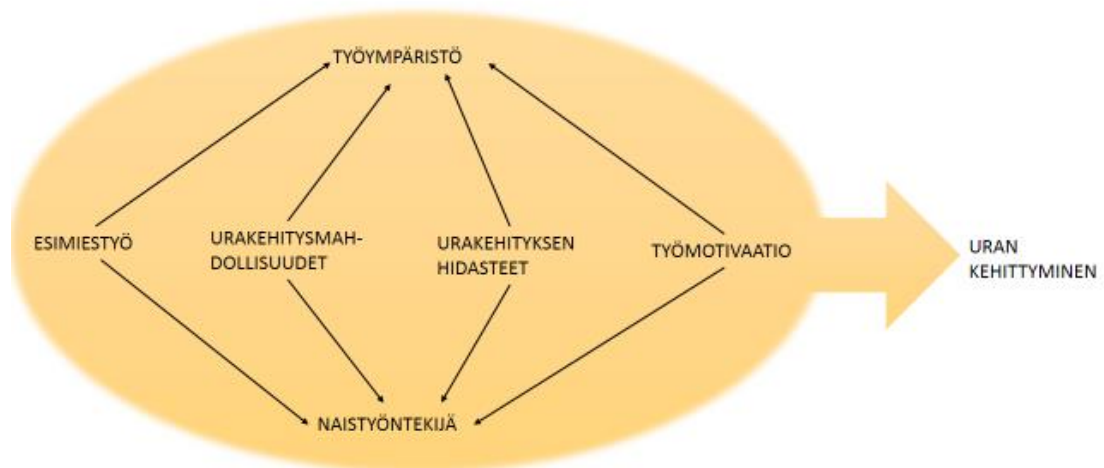 TYÖYMPÄRISTÖ
ESIMIESTYÖ
URAKEHITYSMAH-
DOLLISUUDET
URAKEHITYKSEN
HIDASTEET
TYÖMOTIVAATIO
URAN
KEHITTYMINEN
NAISTYÖNTEKIJÄ